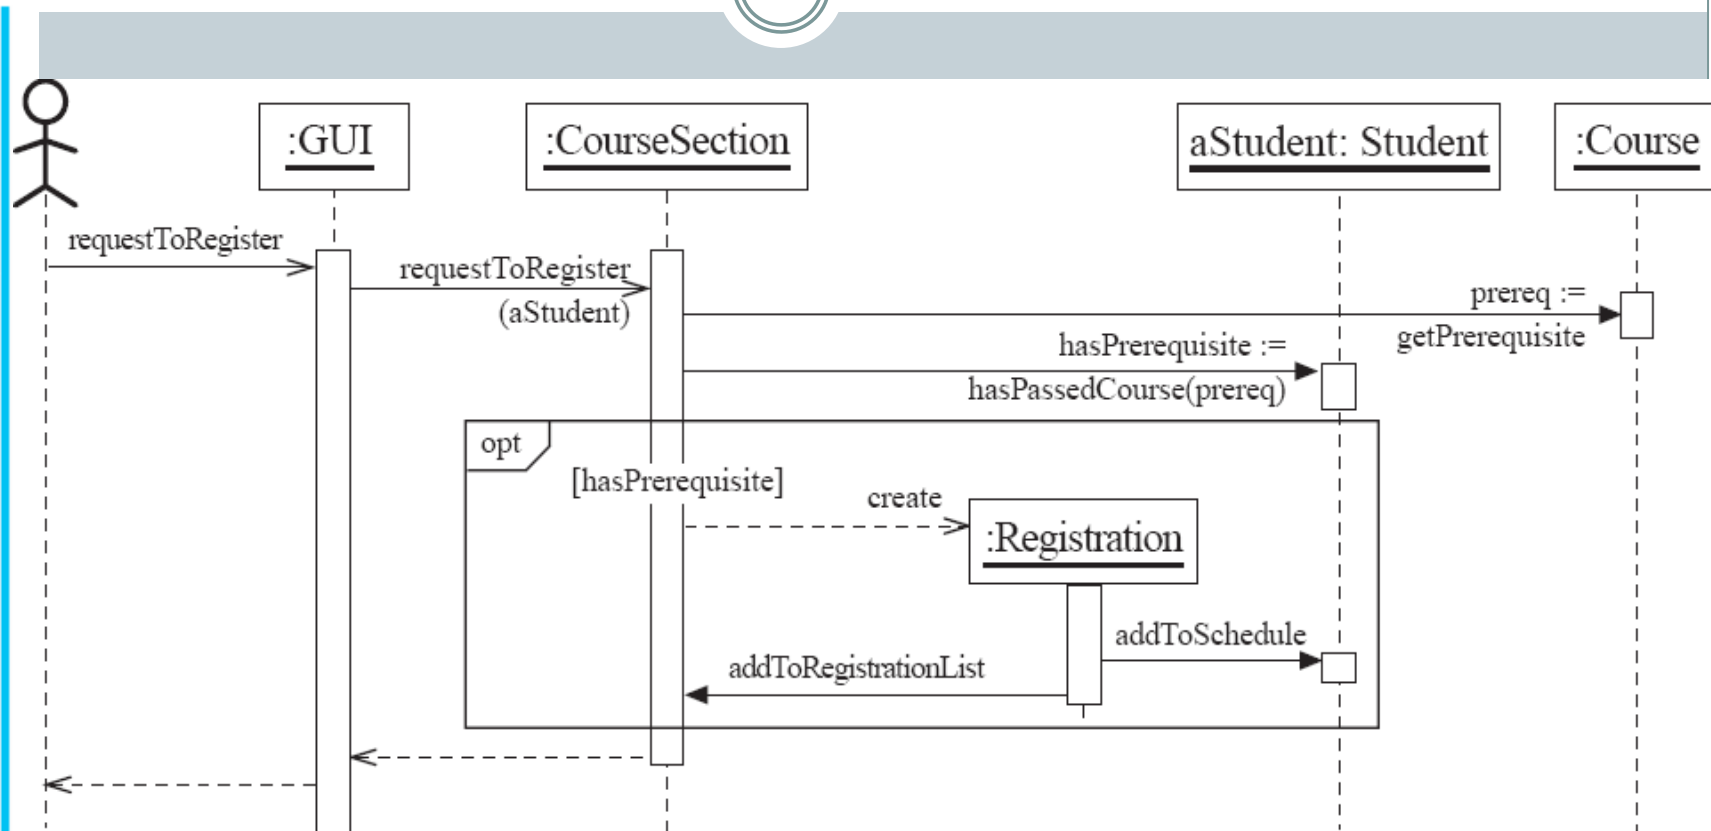 :GUI
:CourseSection
aStudent: Student
:Course
requestToRegister
requestToRegister
(aStudent)
prereq :=
getPrerequisite
hasPrerequisite :=
hasPassedCourse(prereq)
opt
[hasPrerequisite]
create
:Registration
addToSchedule
addToRegistrationList